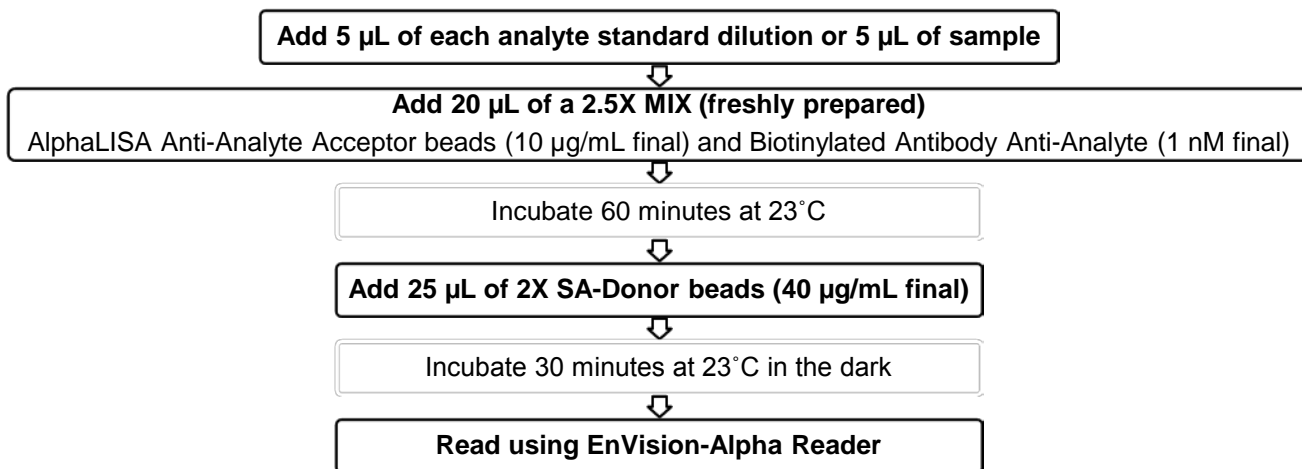 Add 5 µL of each analyte standard dilution or 5 µL of sample
Add 20 µL of a 2.5X MIX (freshly prepared)
AlphaLISA Anti-Analyte Acceptor beads (10 µg/mL final) and Biotinylated Antibody Anti-Analyte (1 nM final)
Incubate 60 minutes at 23˚C
Add 25 µL of 2X SA-Donor beads (40 µg/mL final)
Incubate 30 minutes at 23˚C in the dark
Read using EnVision-Alpha Reader